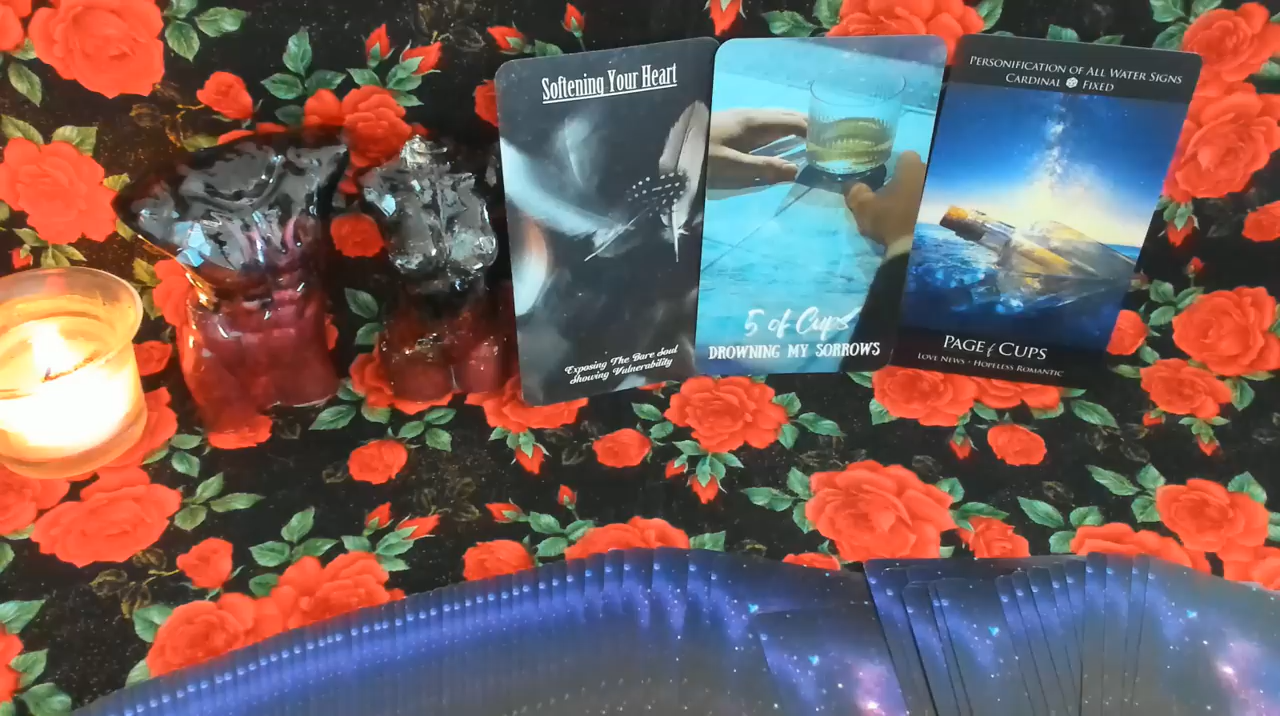 Softening Your Heart
Exposing The Bare Soul
Showing Vulnerability
5 of Cups
DROWNING MY SORROWS
PERSONIFICATION OF ALL WATER SIGNS
CARDINAL FIXED
PAGE of CUPS
LOVE NEWS • HOPELESS ROMANTIC